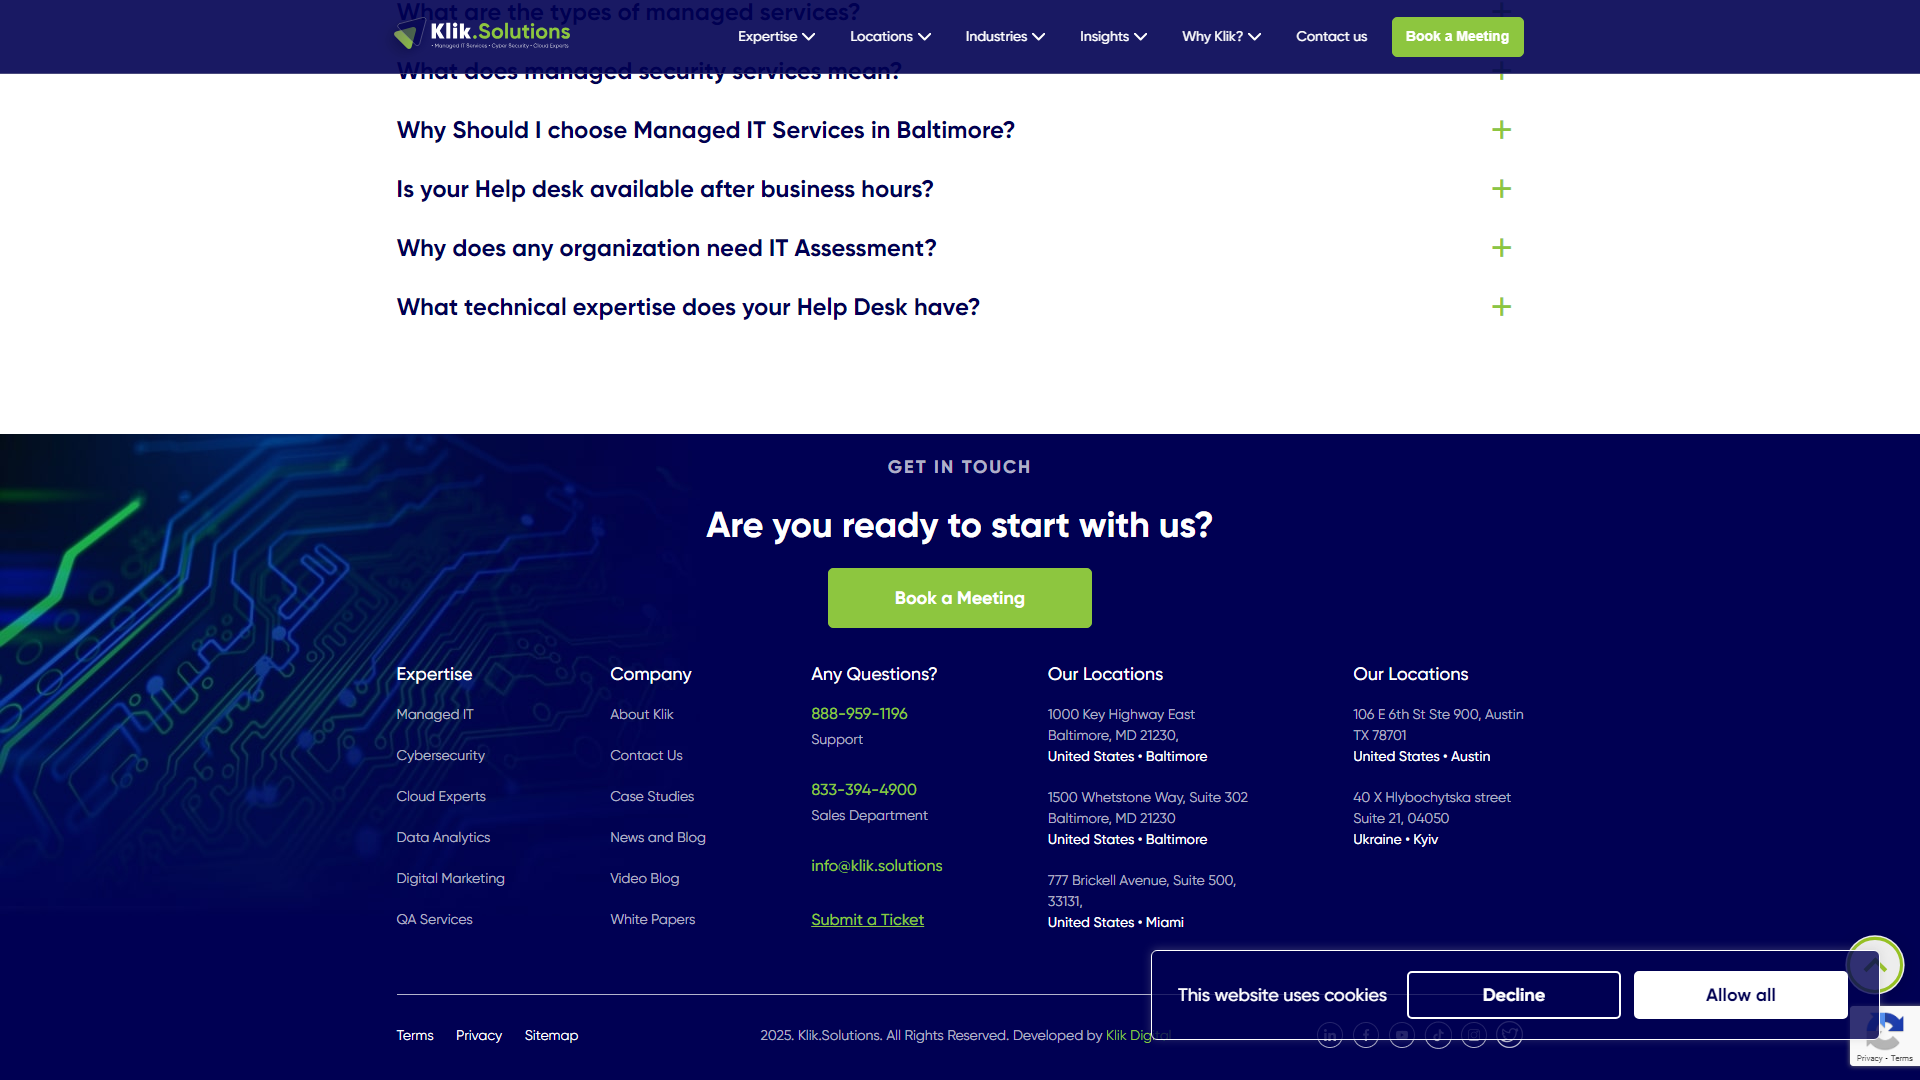 What are the types of managed services?
Klik.Solutions
• Managed IT Services • Cyber Security • Cloud Experts
Expertise
Locations
Industries
Insights
Why Klik?
Contact us
Book a Meeting
What does managed security services mean?
Why Should I choose Managed IT Services in Baltimore?
Is your Help desk available after business hours?
Why does any organization need IT Assessment?
What technical expertise does your Help Desk have?
GET IN TOUCH
Are you ready to start with us?
Book a Meeting
Expertise
Managed IT
Cybersecurity
Cloud Experts
Data Analytics
Digital Marketing
QA Services
Company
About Klik
Contact Us
Case Studies
News and Blog
Video Blog
White Papers
Any Questions?
888-959-1196
Support
833-394-4900
Sales Department
info@klik.solutions
Submit a Ticket
Our Locations
1000 Key Highway East
Baltimore, MD 21230,
United States • Baltimore
1500 Whetstone Way, Suite 302
Baltimore, MD 21230
United States • Baltimore
777 Brickell Avenue, Suite 500,
33131,
United States • Miami
Our Locations
106 E 6th St Ste 900, Austin
TX 78701
United States • Austin
40 X Hlybochytska street
Suite 21, 04050
Ukraine • Kyiv
This website uses cookies
Decline
Allow all
Terms
Privacy
Sitemap
2025. Klik.Solutions. All Rights Reserved. Developed by Klik Digital
Privacy - Terms